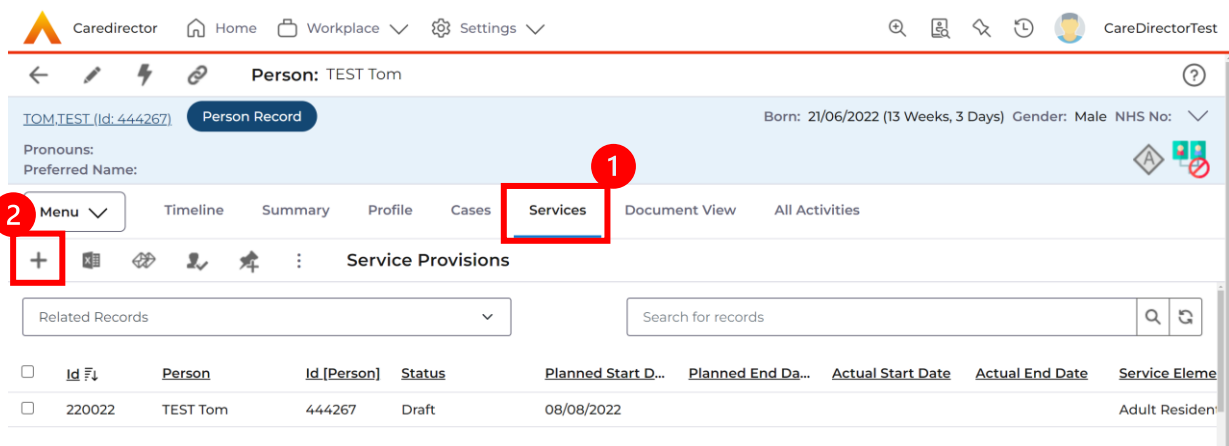 Caredirector Home Workplace Settings CareDirectorTest
Person: TEST Tom ?
TOM,TEST (Id: 444267) Person Record Born: 21/06/2022 (13 Weeks, 3 Days) Gender: Male NHS No:
Pronouns:
Preferred Name:
A
1
2
Menu Timeline Summary Profile Cases Services Document View All Activities
Service Provisions
Related Records Search for records
Id Person Id [Person] Status Planned Start D... Planned End Da... Actual Start Date Actual End Date Service Eleme
220022 TEST Tom 444267 Draft 08/08/2022 Adult Resident